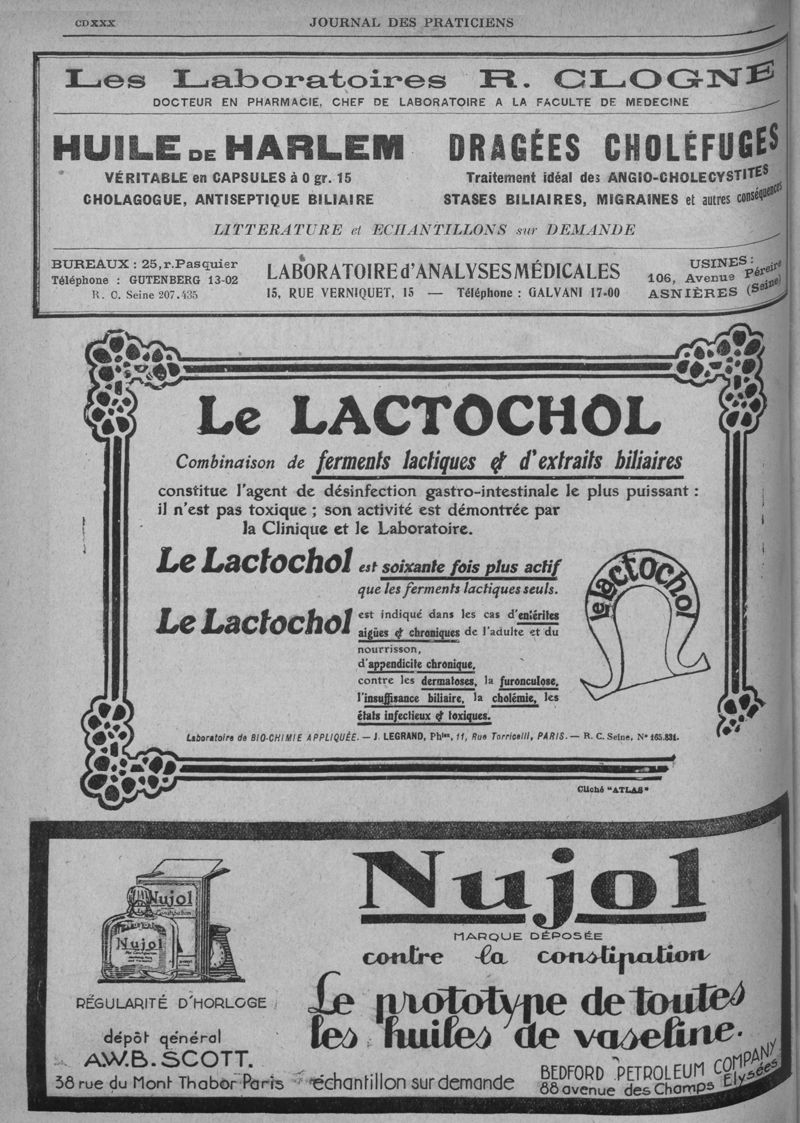 CDXXX
JOURNAL DES PRATICIENS
Les Laboratoires R. CLOGNE
DOCTEUR EN PHARMACIE, CHEF DE LABORATOIRE A LA FACULTE DE MEDECINE
HUILE DE HARLEM
VÉRITABLE en CAPSULES à 0 gr. 15
CHOLAGOGUE, ANTISEPTIQUE BILIAIRE
DRAGÉES CHOLÉFUGES
Traitement idéal des ANGIO-CHOLECYSTITES
STASES BILIAIRES, MIGRAINES et autres conséquences
LITTERATURE et ECHANTILLONS sur DEMANDE
BUREAUX : 25, r. Pasquier
Téléphone : GUTENBERG 13-02
R. C. Seine 207.435
LABORATOIRE d'ANALYSES MÉDICALES
15, RUE VERNIQUET, 15 — Téléphone : GALVANI 17-00
USINES :
106, Avenue Péreire
ASNIÈRES (Seine)
Le LACTOCHOL
Combinaison de ferments lactiques & d'extraits biliaires
constitue l'agent de désinfection gastro-intestinale le plus puissant :
il n'est pas toxique ; son activité est démontrée par
la Clinique et le Laboratoire.
Le Lactochol est soixante fois plus actif
que les ferments lactiques seuls.
Le Lactochol est indiqué dans les cas d'entérites
aigües & chroniques de l'adulte et du
nourrisson,
d'appendicite chronique,
contre les dermatoses, la furonculose,
l'insuffisance biliaire, la cholémie, les
états infectieux & toxiques.
le lactochol
Laboratoire de BIO-CHIMIE APPLIQUÉE. — J. LEGRAND, Phien, 11, Rue Torricelli, PARIS. — R. C. Seine, N° 165.831.
Cliché "ATLAS"
Nujol
MARQUE DÉPOSÉE
contre la constipation
Le prototype de toutes
les huiles de vaseline.
Nujol
Constipation
Nujol
RÉGULARITÉ D'HORLOGE
dépôt général
A.W.B. SCOTT.
38 rue du Mont Thabor Paris
échantillon sur demande
BEDFORD PETROLEUM COMPANY
88 avenue des Champs Elysées